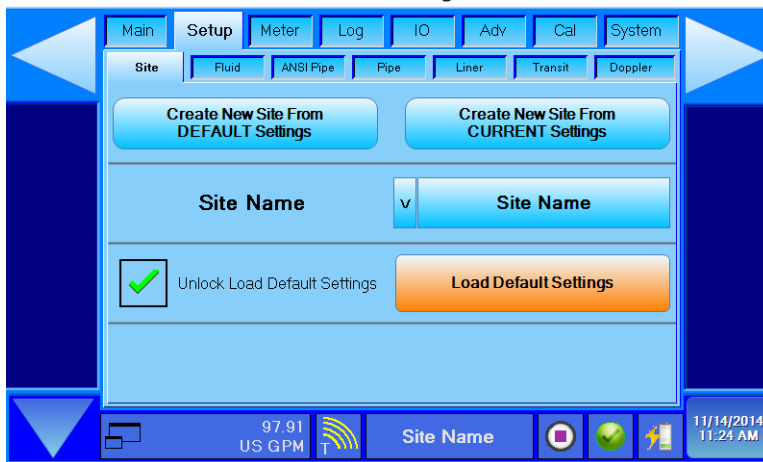 Main Setup Meter Log IO Adv Cal System
Site Fluid ANSI Pipe Pipe Liner Transit Doppler
Create New Site From
DEFAULT Settings
Create New Site From
CURRENT Settings
Site Name v Site Name
Unlock Load Default Settings Load Default Settings
97.91
US GPM T
Site Name
11/14/2014
11:24 AM